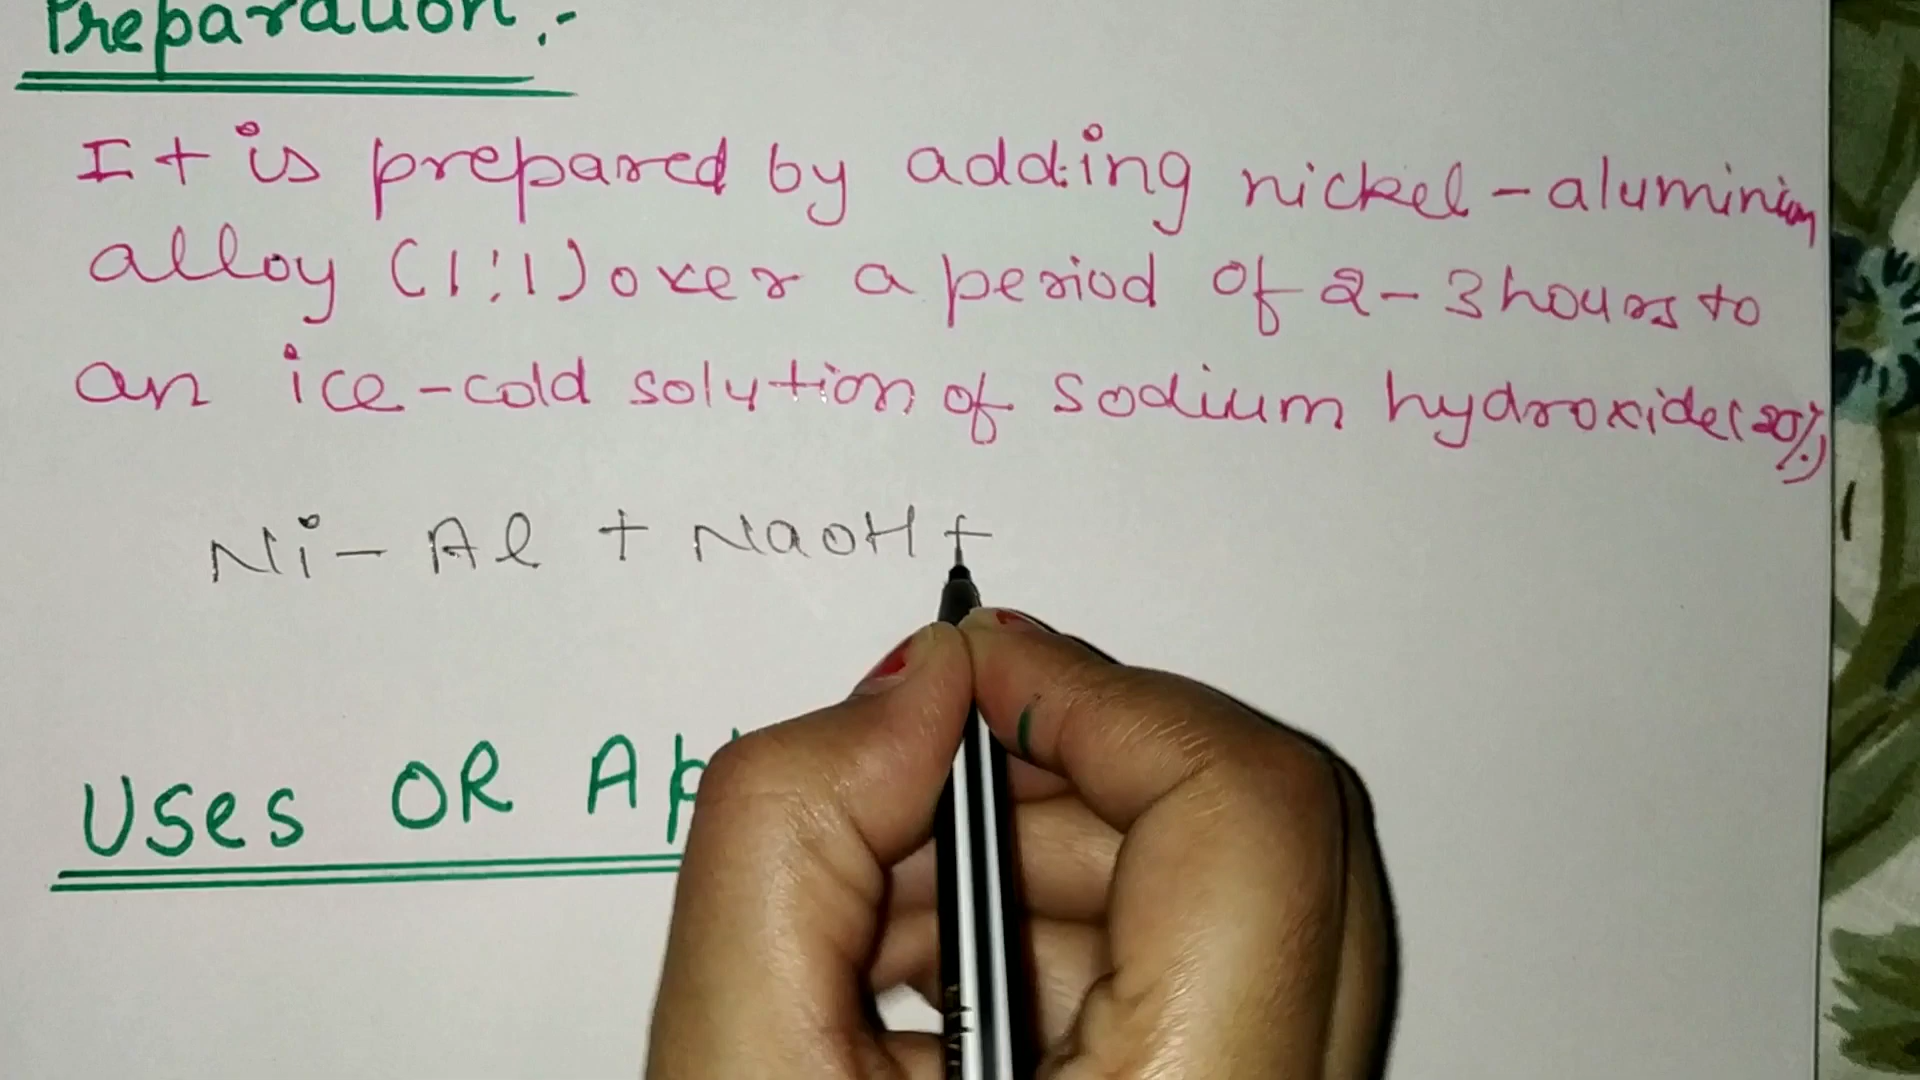 Preparation:-
It is prepared by adding nickel-aluminium
alloy (1:1) over a period of 2-3 hours to
an ice-cold solution of sodium hydroxide (20%)
Ni-Al + NaOH +
Uses OR Ap